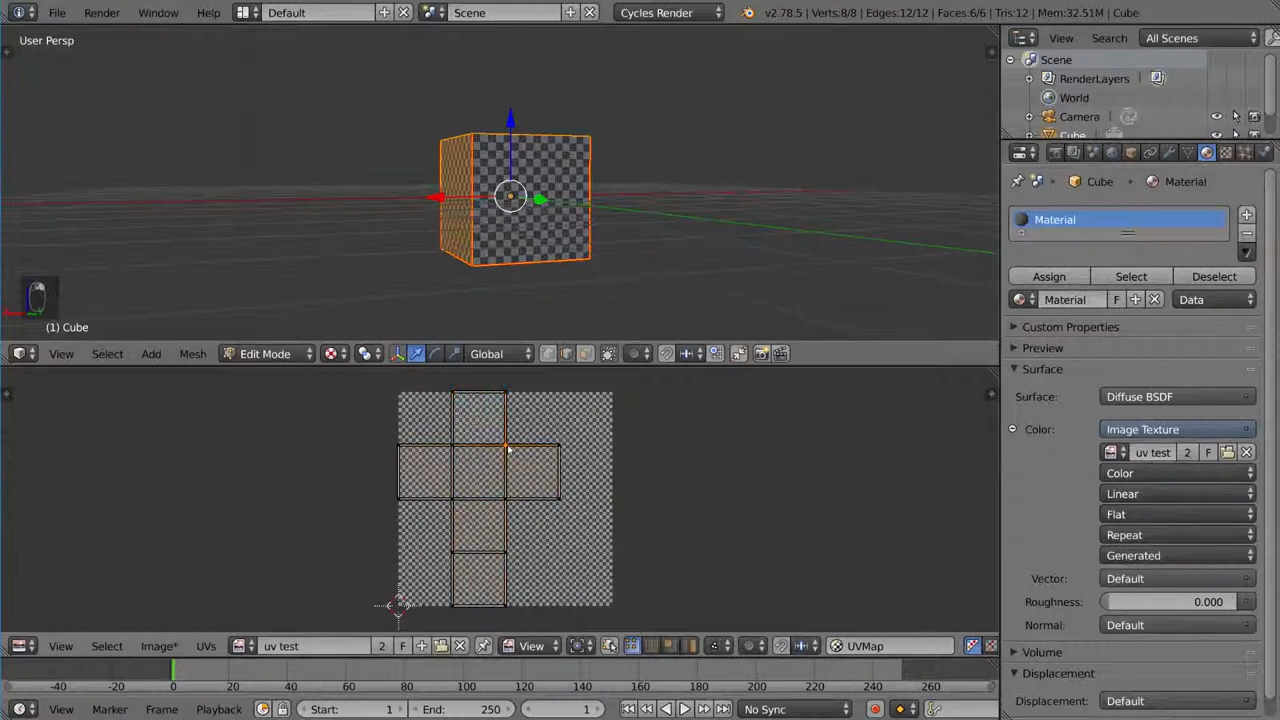 File Render Window Help Default Scene Cycles Render v2.78.5 | Verts:8/8 | Edges:12/12 | Faces:6/6 | Tris:12 | Mem:32.51M | Cube
User Persp
(1) Cube
View Select Add Mesh Edit Mode Global
View Select Image* UVs uv test 2 F View UVMap
-40 -20 0 20 40 60 80 100 120 140 160 180 200 220 240 260
View Marker Frame Playback Start: 1 End: 250 1 No Sync
View Search All Scenes
Scene
RenderLayers
World
Camera
Cube
Cube Material
Material
Assign Select Deselect
Material F Data
Custom Properties
Preview
Surface
Surface: Diffuse BSDF
Color: Image Texture
uv test 2 F
Color
Linear
Flat
Repeat
Generated
Vector: Default
Roughness: 0.000
Normal: Default
Volume
Displacement
Displacement: Default